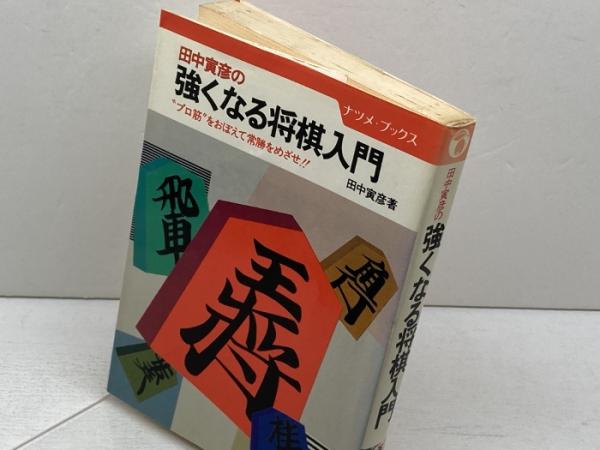 ナツメ・ブックス
田中寅彦の
強くなる将棋入門
“プロ筋”をおぼえて常勝をめざせ!!
田中寅彦著
飛車
王将
角行
桂
田中寅彦の
強くなる将棋入門